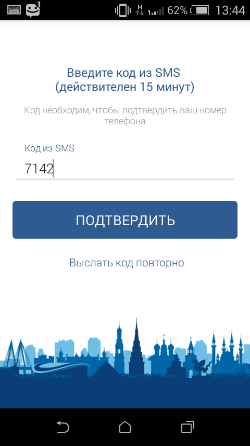 62% 13:44
Введите код из SMS
(действителен 15 минут)
Код необходим, чтобы подтвердить ваш номер
телефона
Код из SMS
7142
ПОДТВЕРДИТЬ
Выслать код повторно